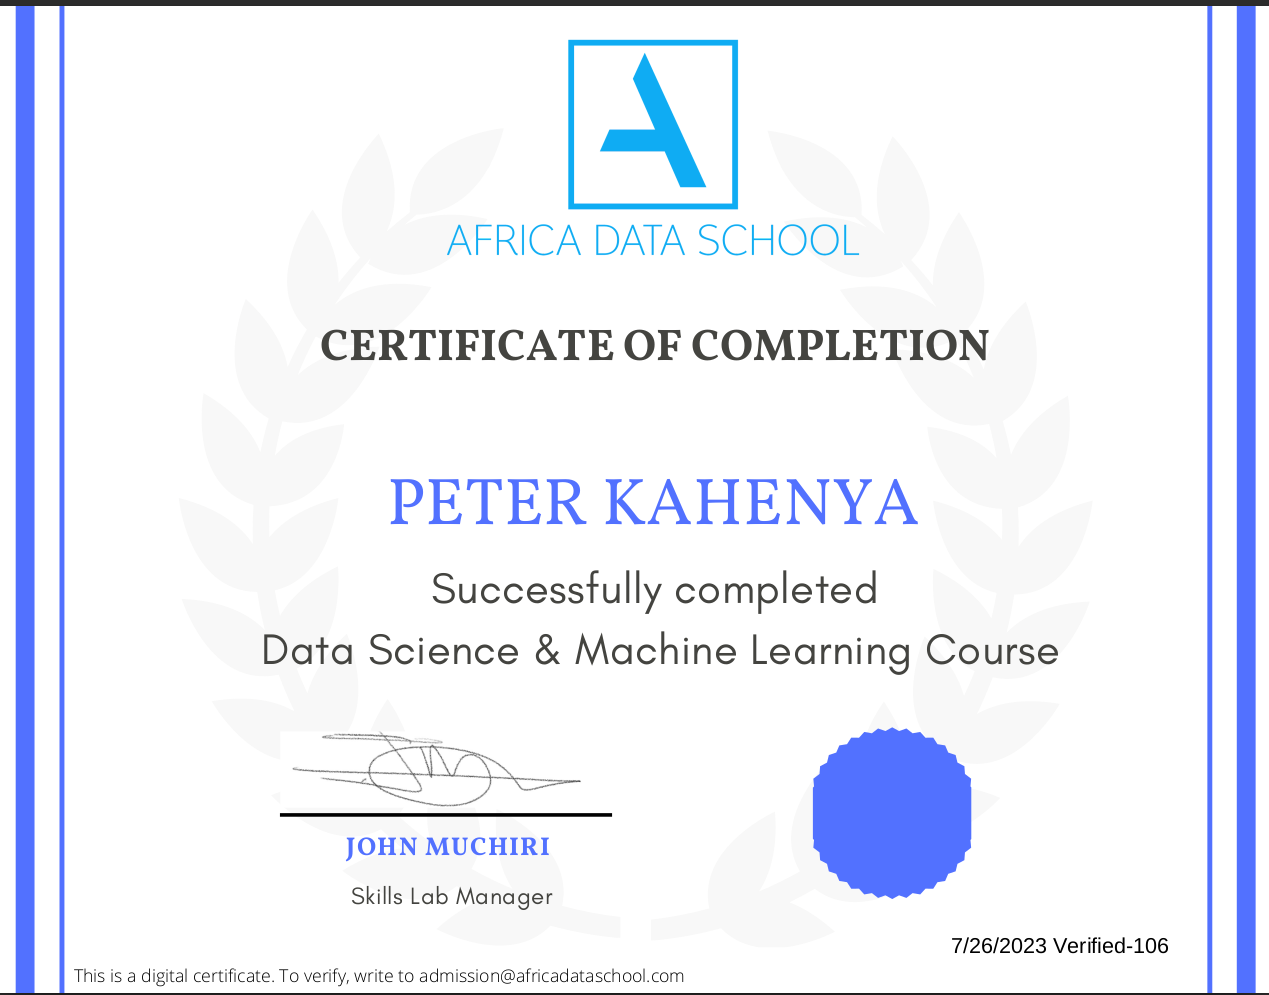 AFRICA DATA SCHOOL
CERTIFICATE OF COMPLETION
PETER KAHENYA
Successfully completed
Data Science & Machine Learning Course
JOHN MUCHIRI
Skills Lab Manager
7/26/2023 Verified-106
This is a digital certificate. To verify, write to admission@africadataschool.com